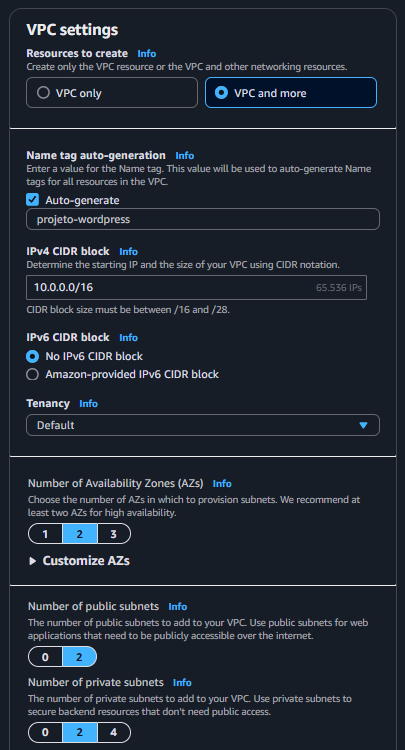 VPC settings
Resources to create Info
Create only the VPC resource or the VPC and other networking resources.
VPC only
VPC and more
Name tag auto-generation Info
Enter a value for the Name tag. This value will be used to auto-generate Name
tags for all resources in the VPC.
Auto-generate
projeto-wordpress
IPv4 CIDR block Info
Determine the starting IP and the size of your VPC using CIDR notation.
10.0.0.0/16 65.536 IPs
CIDR block size must be between /16 and /28.
IPv6 CIDR block Info
No IPv6 CIDR block
Amazon-provided IPv6 CIDR block
Tenancy Info
Default
Number of Availability Zones (AZs) Info
Choose the number of AZs in which to provision subnets. We recommend at
least two AZs for high availability.
1 2 3
Customize AZs
Number of public subnets Info
The number of public subnets to add to your VPC. Use public subnets for web
applications that need to be publicly accessible over the internet.
0 2
Number of private subnets Info
The number of private subnets to add to your VPC. Use private subnets to
secure backend resources that don't need public access.
0 2 4